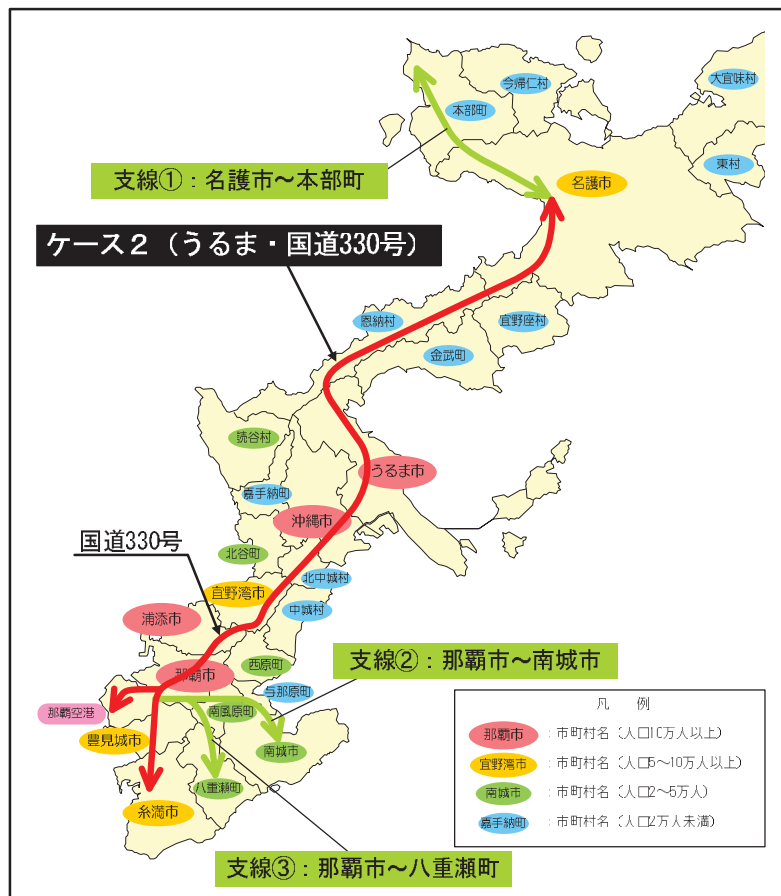 大宜味村
今帰仁村
本部町
東村
支線①：名護市～本部町
名護市
ケース２（うるま・国道330号）
恩納村
宜野座村
金武町
読谷村
うるま市
嘉手納町
沖縄市
国道330号
北谷町
北中城村
宜野湾市
中城村
浦添市
支線②：那覇市～南城市
西原町
那覇市
与那原町
那覇空港
南風原町
豊見城市
南城市
八重瀬町
糸満市
支線③：那覇市～八重瀬町
凡　例
那覇市：市町村名（人口10万人以上）
宜野湾市：市町村名（人口5～10万人以上）
南城市：市町村名（人口2～5万人）
嘉手納町：市町村名（人口2万人未満）